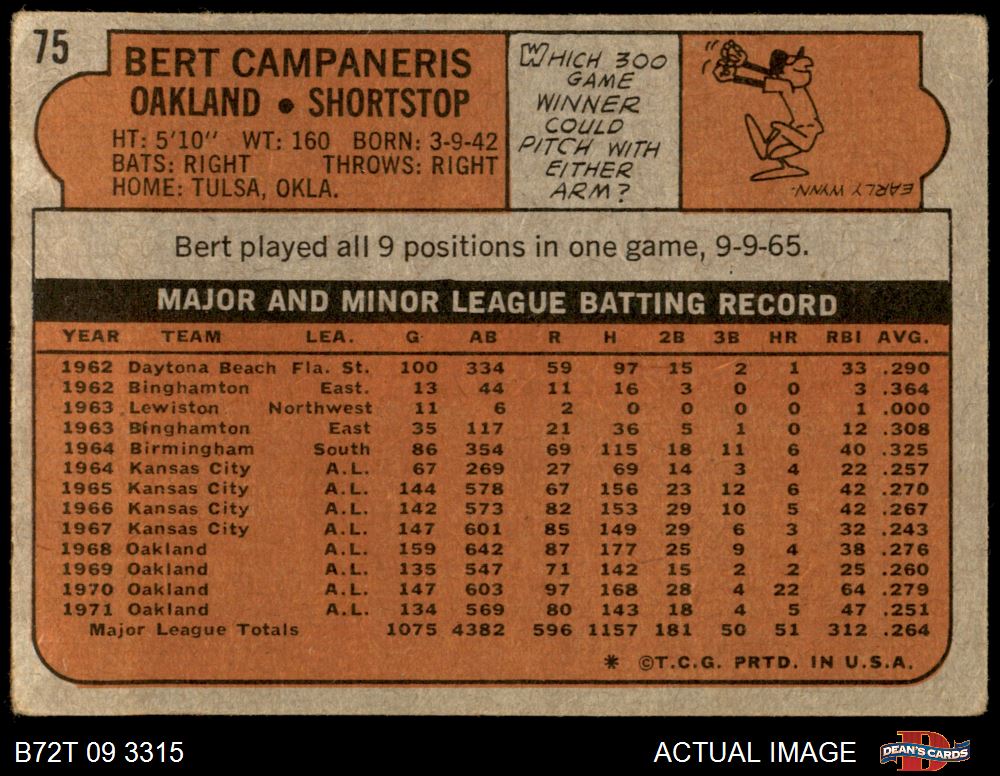 75
BERT CAMPANERIS
OAKLAND • SHORTSTOP
HT: 5'10" WT: 160 BORN: 3-9-42
BATS: RIGHT THROWS: RIGHT
HOME: TULSA, OKLA.
WHICH 300
GAME
WINNER
COULD
PITCH WITH
EITHER
ARM?
EARLY WYNN.
Bert played all 9 positions in one game, 9-9-65.
MAJOR AND MINOR LEAGUE BATTING RECORD
YEAR TEAM LEA. G AB R H 2B 3B HR RBI AVG.
1962 Daytona Beach Fla. St. 100 334 59 97 15 2 1 33 .290
1962 Binghamton East. 13 44 11 16 3 0 0 3 .364
1963 Lewiston Northwest 11 6 2 0 0 0 0 1 .000
1963 Binghamton East 35 117 21 36 5 1 0 12 .308
1964 Birmingham South 86 354 69 115 18 11 6 40 .325
1964 Kansas City A.L. 67 269 27 69 14 3 4 22 .257
1965 Kansas City A.L. 144 578 67 156 23 12 6 42 .270
1966 Kansas City A.L. 142 573 82 153 29 10 5 42 .267
1967 Kansas City A.L. 147 601 85 149 29 6 3 32 .243
1968 Oakland A.L. 159 642 87 177 25 9 4 38 .276
1969 Oakland A.L. 135 547 71 142 15 2 2 25 .260
1970 Oakland A.L. 147 603 97 168 28 4 22 64 .279
1971 Oakland A.L. 134 569 80 143 18 4 5 47 .251
Major League Totals 1075 4382 596 1157 181 50 51 312 .264
* ©T.C.G. PRTD. IN U.S.A.
B72T 09 3315
ACTUAL IMAGE
DEAN'S CARDS